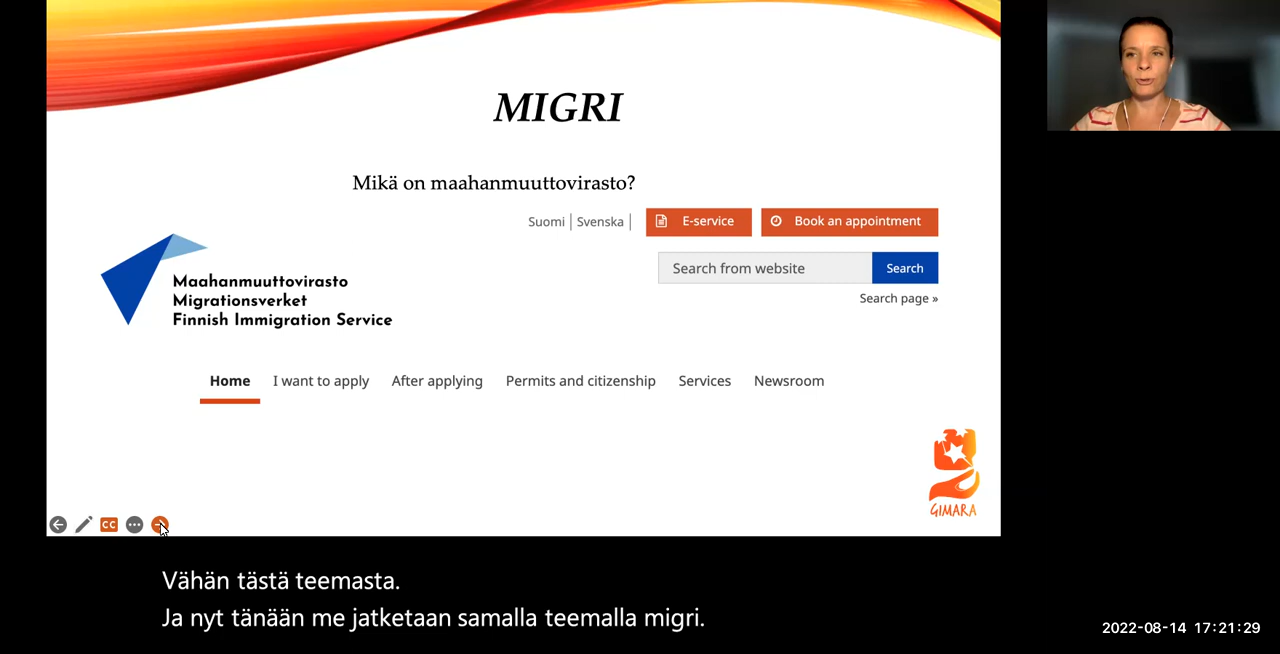 MIGRI
Mikä on maahanmuuttovirasto?
Suomi | Svenska |
E-service
Book an appointment
Search from website
Search
Search page »
Maahanmuuttovirasto
Migrationsverket
Finnish Immigration Service
Home I want to apply After applying Permits and citizenship Services Newsroom
GIMARA
CC
Vähän tästä teemasta.
Ja nyt tänään me jatketaan samalla teemalla migri.
2022-08-14 17:21:29